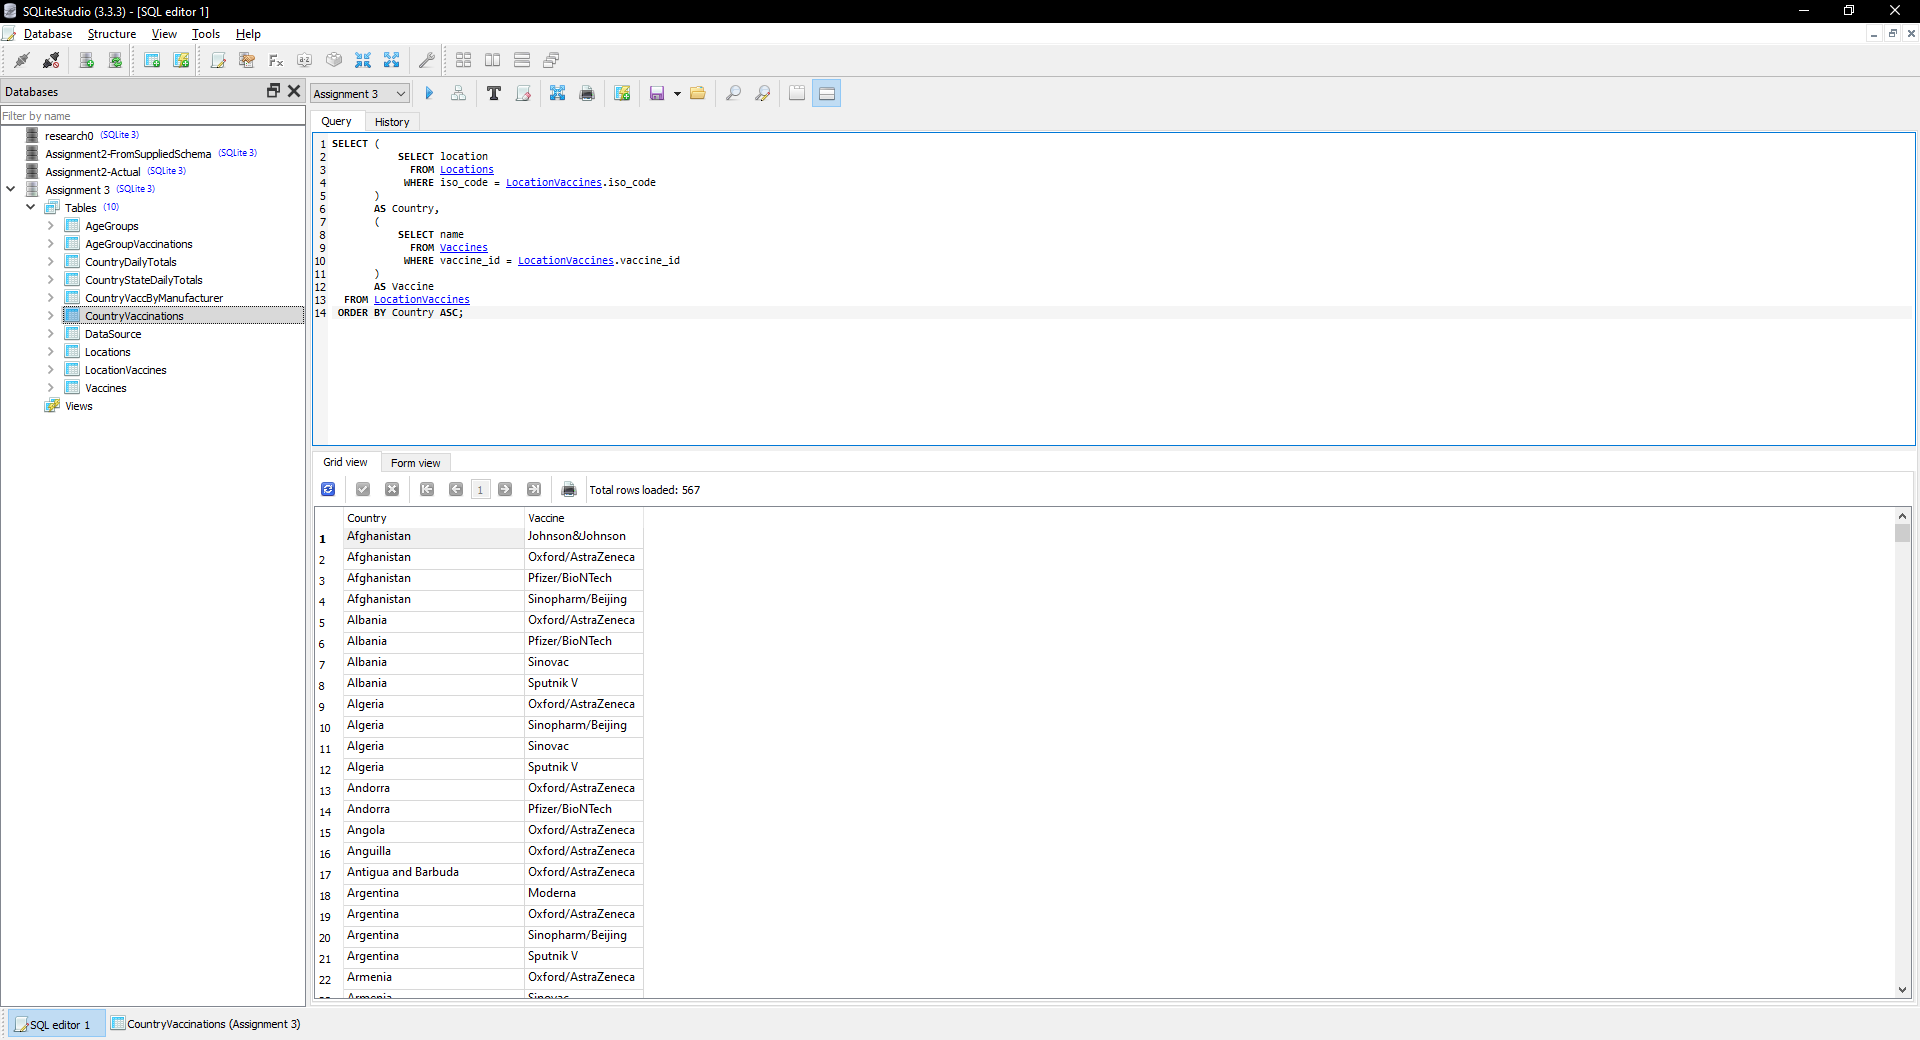 SQLiteStudio (3.3.3) - [SQL editor 1]
Database Structure View Tools Help
Databases
Filter by name
research0 (SQLite 3)
Assignment2-FromSuppliedSchema (SQLite 3)
Assignment2-Actual (SQLite 3)
Assignment 3 (SQLite 3)
Tables (10)
AgeGroups
AgeGroupVaccinations
CountryDailyTotals
CountryStateDailyTotals
CountryVaccByManufacturer
CountryVaccinations
DataSource
Locations
LocationVaccines
Vaccines
Views
Assignment 3
Query History
1 SELECT (
2 SELECT location
3 FROM Locations
4 WHERE iso_code = LocationVaccines.iso_code
5 )
6 AS Country,
7 (
8 SELECT name
9 FROM Vaccines
10 WHERE vaccine_id = LocationVaccines.vaccine_id
11 )
12 AS Vaccine
13 FROM LocationVaccines
14 ORDER BY Country ASC;
Grid view Form view
1 Total rows loaded: 567
Country Vaccine
1 Afghanistan Johnson&Johnson
2 Afghanistan Oxford/AstraZeneca
3 Afghanistan Pfizer/BioNTech
4 Afghanistan Sinopharm/Beijing
5 Albania Oxford/AstraZeneca
6 Albania Pfizer/BioNTech
7 Albania Sinovac
8 Albania Sputnik V
9 Algeria Oxford/AstraZeneca
10 Algeria Sinopharm/Beijing
11 Algeria Sinovac
12 Algeria Sputnik V
13 Andorra Oxford/AstraZeneca
14 Andorra Pfizer/BioNTech
15 Angola Oxford/AstraZeneca
16 Anguilla Oxford/AstraZeneca
17 Antigua and Barbuda Oxford/AstraZeneca
18 Argentina Moderna
19 Argentina Oxford/AstraZeneca
20 Argentina Sinopharm/Beijing
21 Argentina Sputnik V
22 Armenia Oxford/AstraZeneca
Armenia Sinovac
SQL editor 1 CountryVaccinations (Assignment 3)